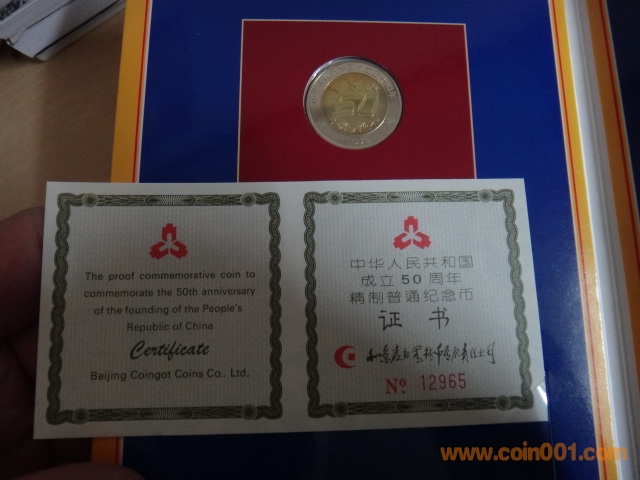 The proof commemorative coin to
commemorate the 50th anniversary
of the founding of the People's
Republic of China
Certificate
Beijing Coingot Coins Co., Ltd.
中华人民共和国
成立50周年
精制普通纪念币
证书
No 12965
www.coin001.com